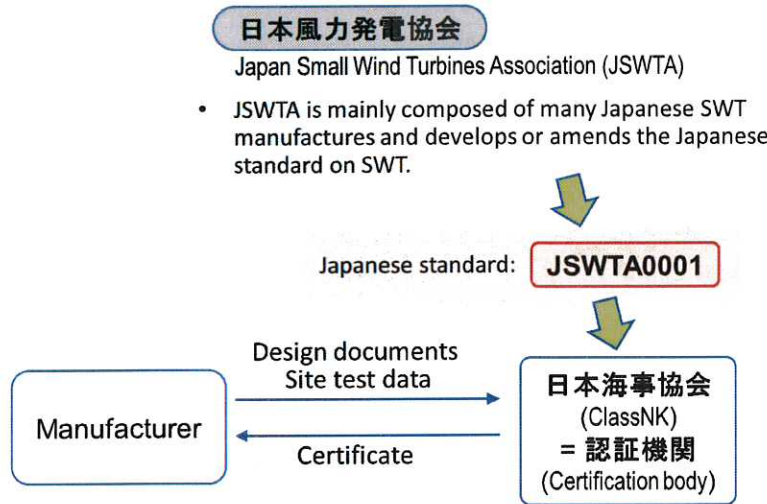 日本風力発電協会
Japan Small Wind Turbines Association (JSWTA)
• JSWTA is mainly composed of many Japanese SWT
manufactures and develops or amends the Japanese
standard on SWT.
Japanese standard: JSWTA0001
Design documents
Site test data
Manufacturer
Certificate
日本海事協会
(ClassNK)
= 認証機関
(Certification body)